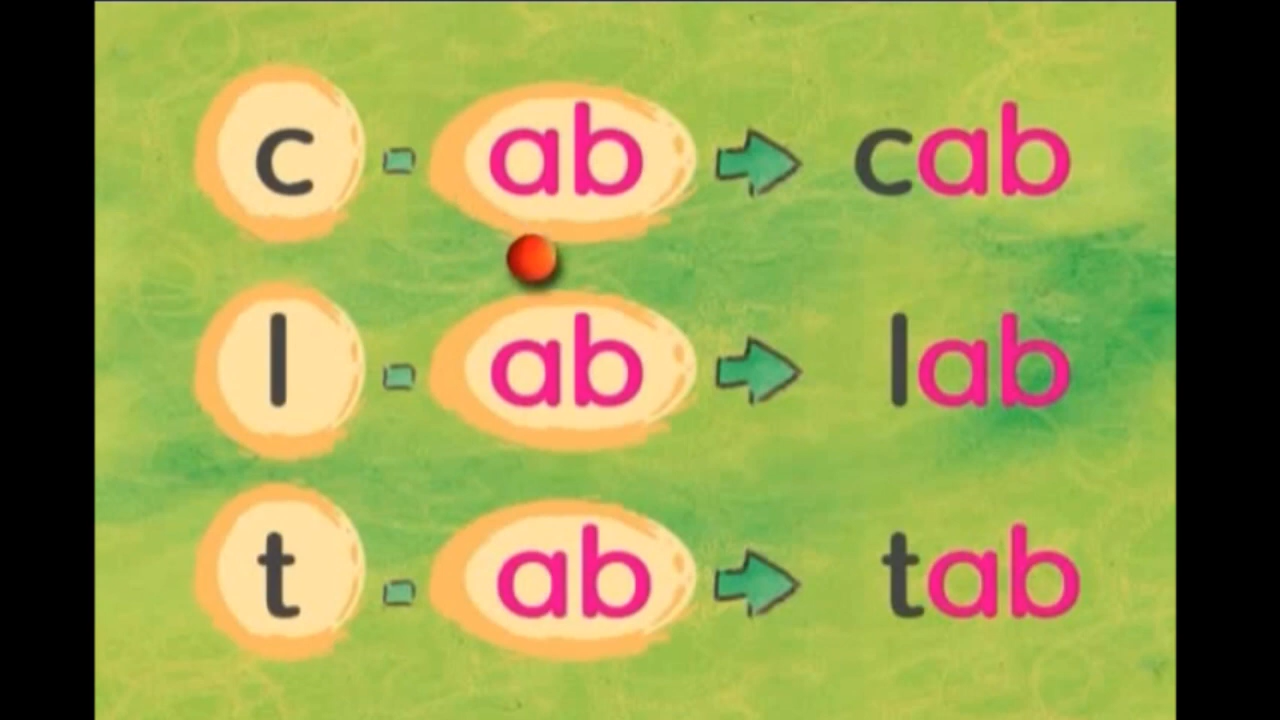 c - ab → cab
l - ab → lab
t - ab → tab